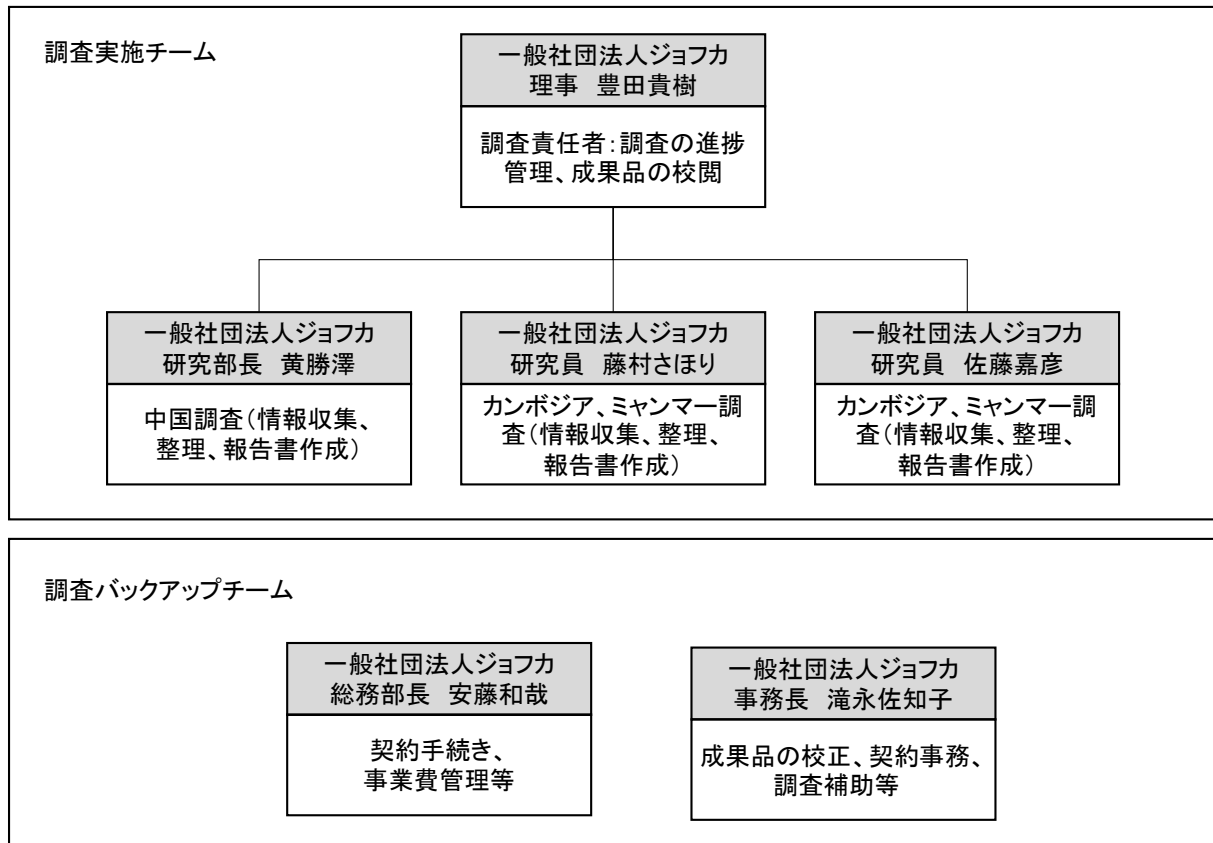 調査実施チーム
一般社団法人ジョフカ
理事　豊田貴樹
調査責任者：調査の進捗
管理、成果品の校閲
一般社団法人ジョフカ
研究部長　黄勝澤
中国調査（情報収集、
整理、報告書作成）
一般社団法人ジョフカ
研究員　藤村さほり
カンボジア、ミャンマー調
査（情報収集、整理、
報告書作成）
一般社団法人ジョフカ
研究員　佐藤嘉彦
カンボジア、ミャンマー調
査（情報収集、整理、
報告書作成）
調査バックアップチーム
一般社団法人ジョフカ
総務部長　安藤和哉
契約手続き、
事業費管理等
一般社団法人ジョフカ
事務長　滝永佐知子
成果品の校正、契約事務、
調査補助等